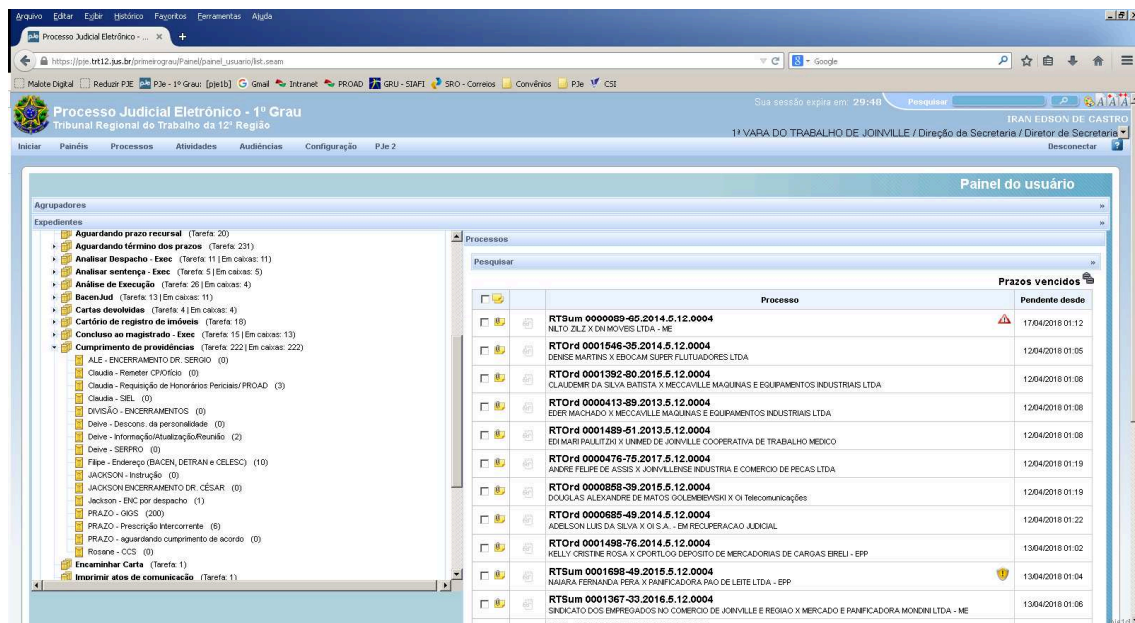 Arquivo Editar Exibir Histórico Favoritos Ferramentas Ajuda
Processo Judicial Eletrônico - ... × +
https://pje.trt12.jus.br/primeirograu/Painel/painel_usuario/list.seam
Google
Malote Digital Reduzir PJE PJe - 1º Grau: [pje1b] Gmail Intranet PROAD GRU - SIAFI SRO - Correios Convênios PJe CSI
Processo Judicial Eletrônico - 1º Grau
Tribunal Regional do Trabalho da 12ª Região
Sua sessão expira em: 29:48 Pesquisar
A A A
IRAN EDSON DE CASTRO
1ª VARA DO TRABALHO DE JOINVILLE / Direção de Secretaria / Diretor de Secretaria
Iniciar Painéis Processos Atividades Audiências Configuração PJe 2 Desconectar
Painel do usuário
Agrupadores
Expedientes
Aguardando prazo recursal (Tarefa: 20)
Aguardando término dos prazos (Tarefa: 231)
Analisar Despacho - Exec (Tarefa: 11 | Em caixas: 11)
Analisar sentença - Exec (Tarefa: 5 | Em caixas: 5)
Análise de Execução (Tarefa: 26 | Em caixas: 4)
BacenJud (Tarefa: 13 | Em caixas: 11)
Cartas devolvidas (Tarefa: 4 | Em caixas: 4)
Cartório de registro de imóveis (Tarefa: 18)
Concluso ao magistrado - Exec (Tarefa: 15 | Em caixas: 13)
Cumprimento de providências (Tarefa: 222 | Em caixas: 222)
ALE - ENCERRAMENTO DR. SERGIO (0)
Claudia - Remeter CP/Ofício (0)
Claudia - Requisição de Honorários Periciais/ PROAD (3)
Claudia - SIEL (0)
DIVISÃO - ENCERRAMENTOS (0)
Deive - Descons. da personalidade (0)
Deive - Informação/Atualização/Reunião (2)
Deive - SERPRO (0)
Filipe - Endereço (BACEN, DETRAN e CELESC) (10)
JACKSON - Instrução (0)
JACKSON ENCERRAMENTO DR. CÉSAR (0)
Jackson - ENC por despacho (1)
PRAZO - GIGS (200)
PRAZO - Prescrição Intercorrente (6)
PRAZO - aguardando cumprimento de acordo (0)
Rosane - CCS (0)
Encaminhar Carta (Tarefa: 1)
Imprimir atos de comunicação (Tarefa: 1)
Processos
Pesquisar
Prazos vencidos
Processo Pendente desde
RTSum 0000089-65.2014.5.12.0004
NILTO ZILZ X DN MOVEIS LTDA - ME
17/04/2018 01:12
RTOrd 0001546-35.2014.5.12.0004
DENISE MARTINS X EBOCAM SUPER FLUTUADORES LTDA
12/04/2018 01:05
RTOrd 0001392-80.2015.5.12.0004
CLAUDEMIR DA SILVA BATISTA X MECCAVILLE MAQUINAS E EQUIPAMENTOS INDUSTRIAIS LTDA
12/04/2018 01:08
RTOrd 0000413-89.2013.5.12.0004
EDER MACHADO X MECCAVILLE MAQUINAS E EQUIPAMENTOS INDUSTRIAIS LTDA
12/04/2018 01:08
RTOrd 0001489-51.2013.5.12.0004
EDI MARI PAULITZKI X UNIMED DE JOINVILLE COOPERATIVA DE TRABALHO MEDICO
12/04/2018 01:08
RTOrd 0000476-75.2017.5.12.0004
ANDRE FELIPE DE ASSIS X JOINVILLENSE INDUSTRIA E COMERCIO DE PECAS LTDA
12/04/2018 01:19
RTOrd 0000858-39.2015.5.12.0004
DOUGLAS ALEXANDRE DE MATOS GOLEMBIEWSKI X OI Telecomunicações
12/04/2018 01:19
RTOrd 0000685-49.2014.5.12.0004
ADEILSON LUIS DA SILVA X OI S.A. - EM RECUPERACAO JUDICIAL
12/04/2018 01:22
RTOrd 0001498-76.2014.5.12.0004
KELLY CRISTINE ROSA X CPORTLOG DEPOSITO DE MERCADORIAS DE CARGAS EIRELI - EPP
13/04/2018 01:02
RTSum 0001698-49.2015.5.12.0004
NAIARA FERNANDA PERA X PANIFICADORA PAO DE LEITE LTDA - EPP
13/04/2018 01:04
RTSum 0001367-33.2016.5.12.0004
SINDICATO DOS EMPREGADOS NO COMERCIO DE JOINVILLE E REGIAO X MERCADO E PANIFICADORA MONDINI LTDA - ME
13/04/2018 01:06